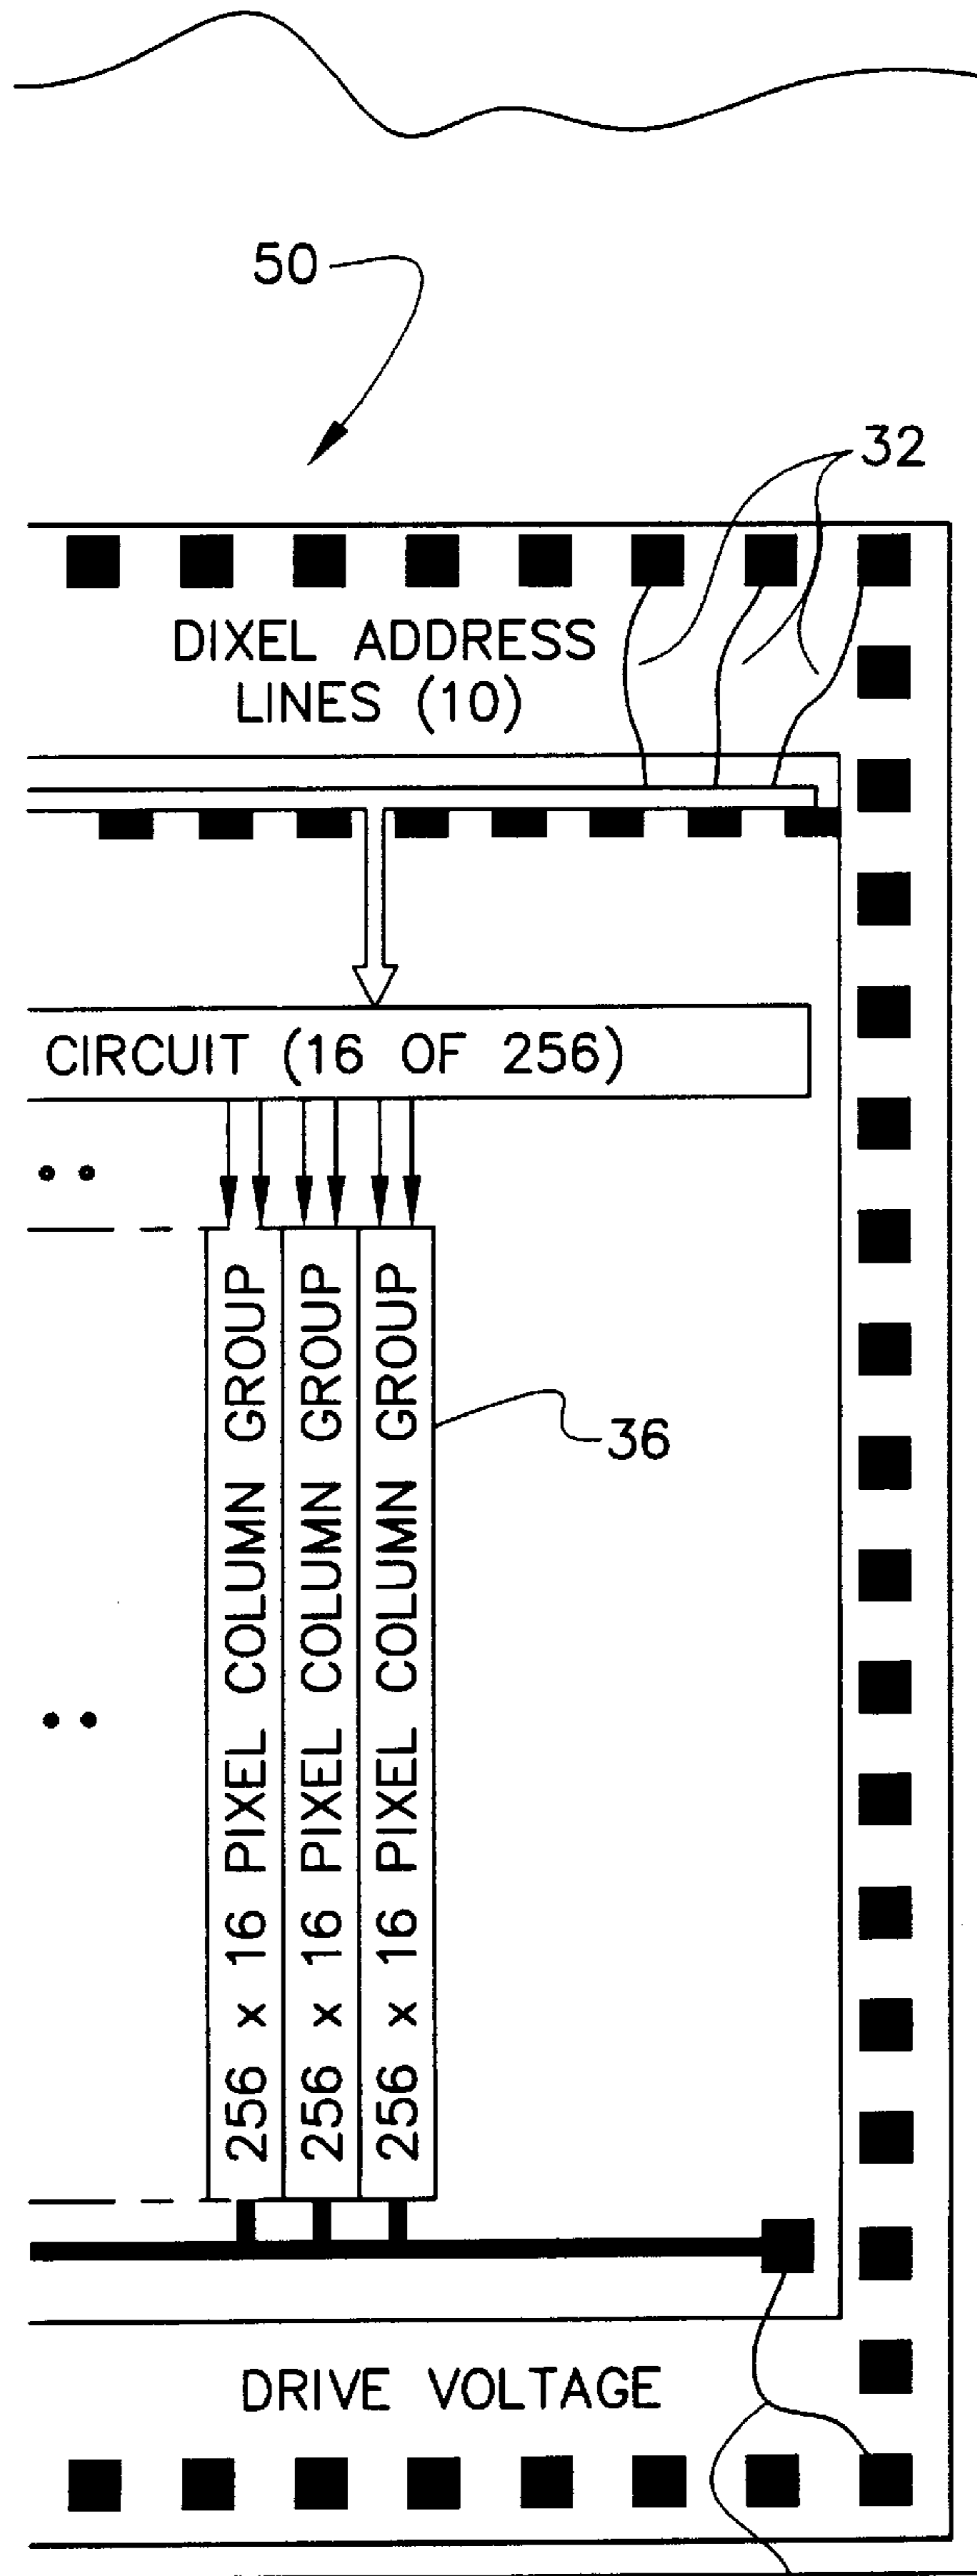 50
32
DIXEL ADDRESS
LINES (10)
CIRCUIT (16 OF 256)
256 x 16 PIXEL COLUMN GROUP
256 x 16 PIXEL COLUMN GROUP
256 x 16 PIXEL COLUMN GROUP
36
DRIVE VOLTAGE